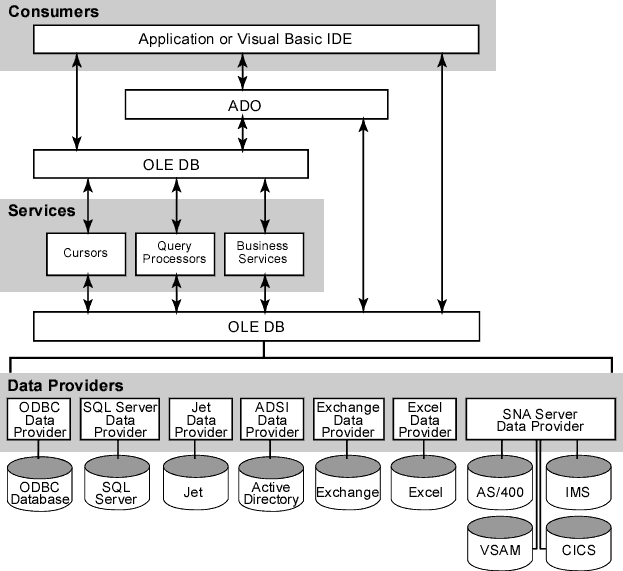 Consumers
Application or Visual Basic IDE
ADO
OLE DB
Services
Cursors
Query
Processors
Business
Services
OLE DB
Data Providers
ODBC
Data
Provider
SQL Server
Data
Provider
Jet
Data
Provider
ADSI
Data
Provider
Exchange
Data
Provider
Excel
Data
Provider
SNA Server
Data Provider
ODBC
Database
SQL
Server
Jet
Active
Directory
Exchange
Excel
AS/400
IMS
VSAM
CICS